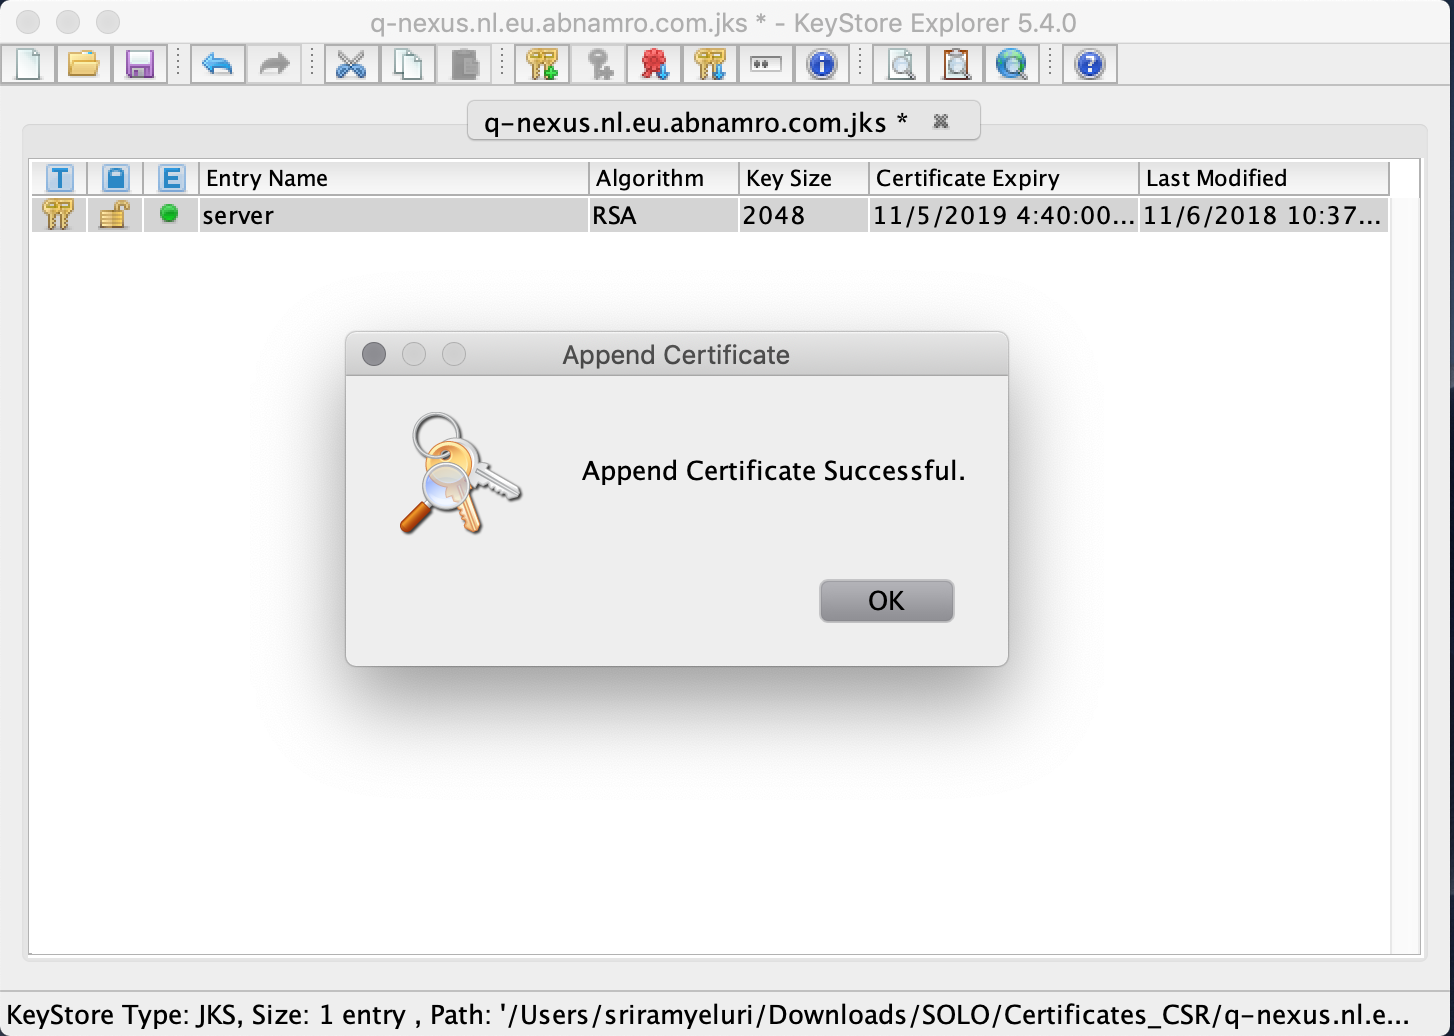 q-nexus.nl.eu.abnamro.com.jks * - KeyStore Explorer 5.4.0
q-nexus.nl.eu.abnamro.com.jks *
T E Entry Name Algorithm Key Size Certificate Expiry Last Modified
server RSA 2048 11/5/2019 4:40:00... 11/6/2018 10:37...
Append Certificate
Append Certificate Successful.
OK
KeyStore Type: JKS, Size: 1 entry , Path: '/Users/sriramyeluri/Downloads/SOLO/Certificates_CSR/q-nexus.nl.e...